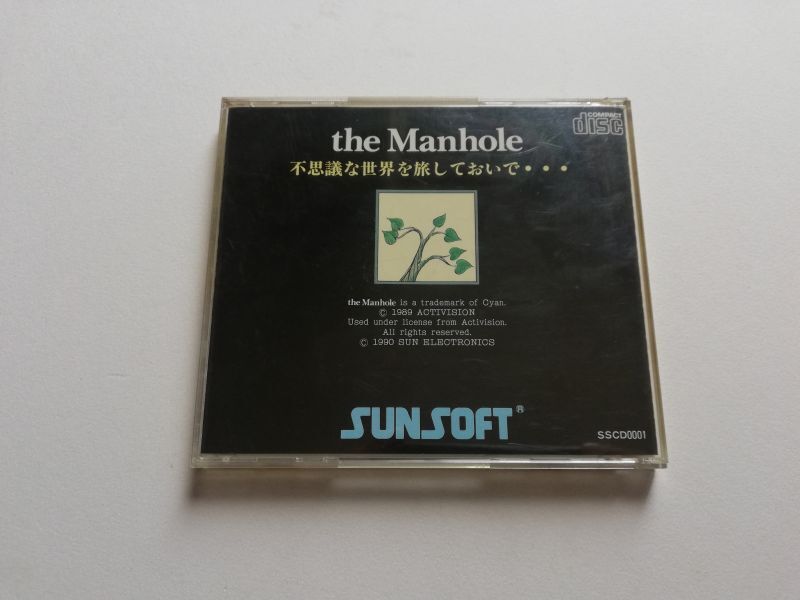 the Manhole
COMPACT
disc
不思議な世界を旅しておいで・・・
the Manhole is a trademark of Cyan.
© 1989 ACTIVISION
Used under license from Activision.
All rights reserved.
© 1990 SUN ELECTRONICS
SUNSOFT®
SSCD0001